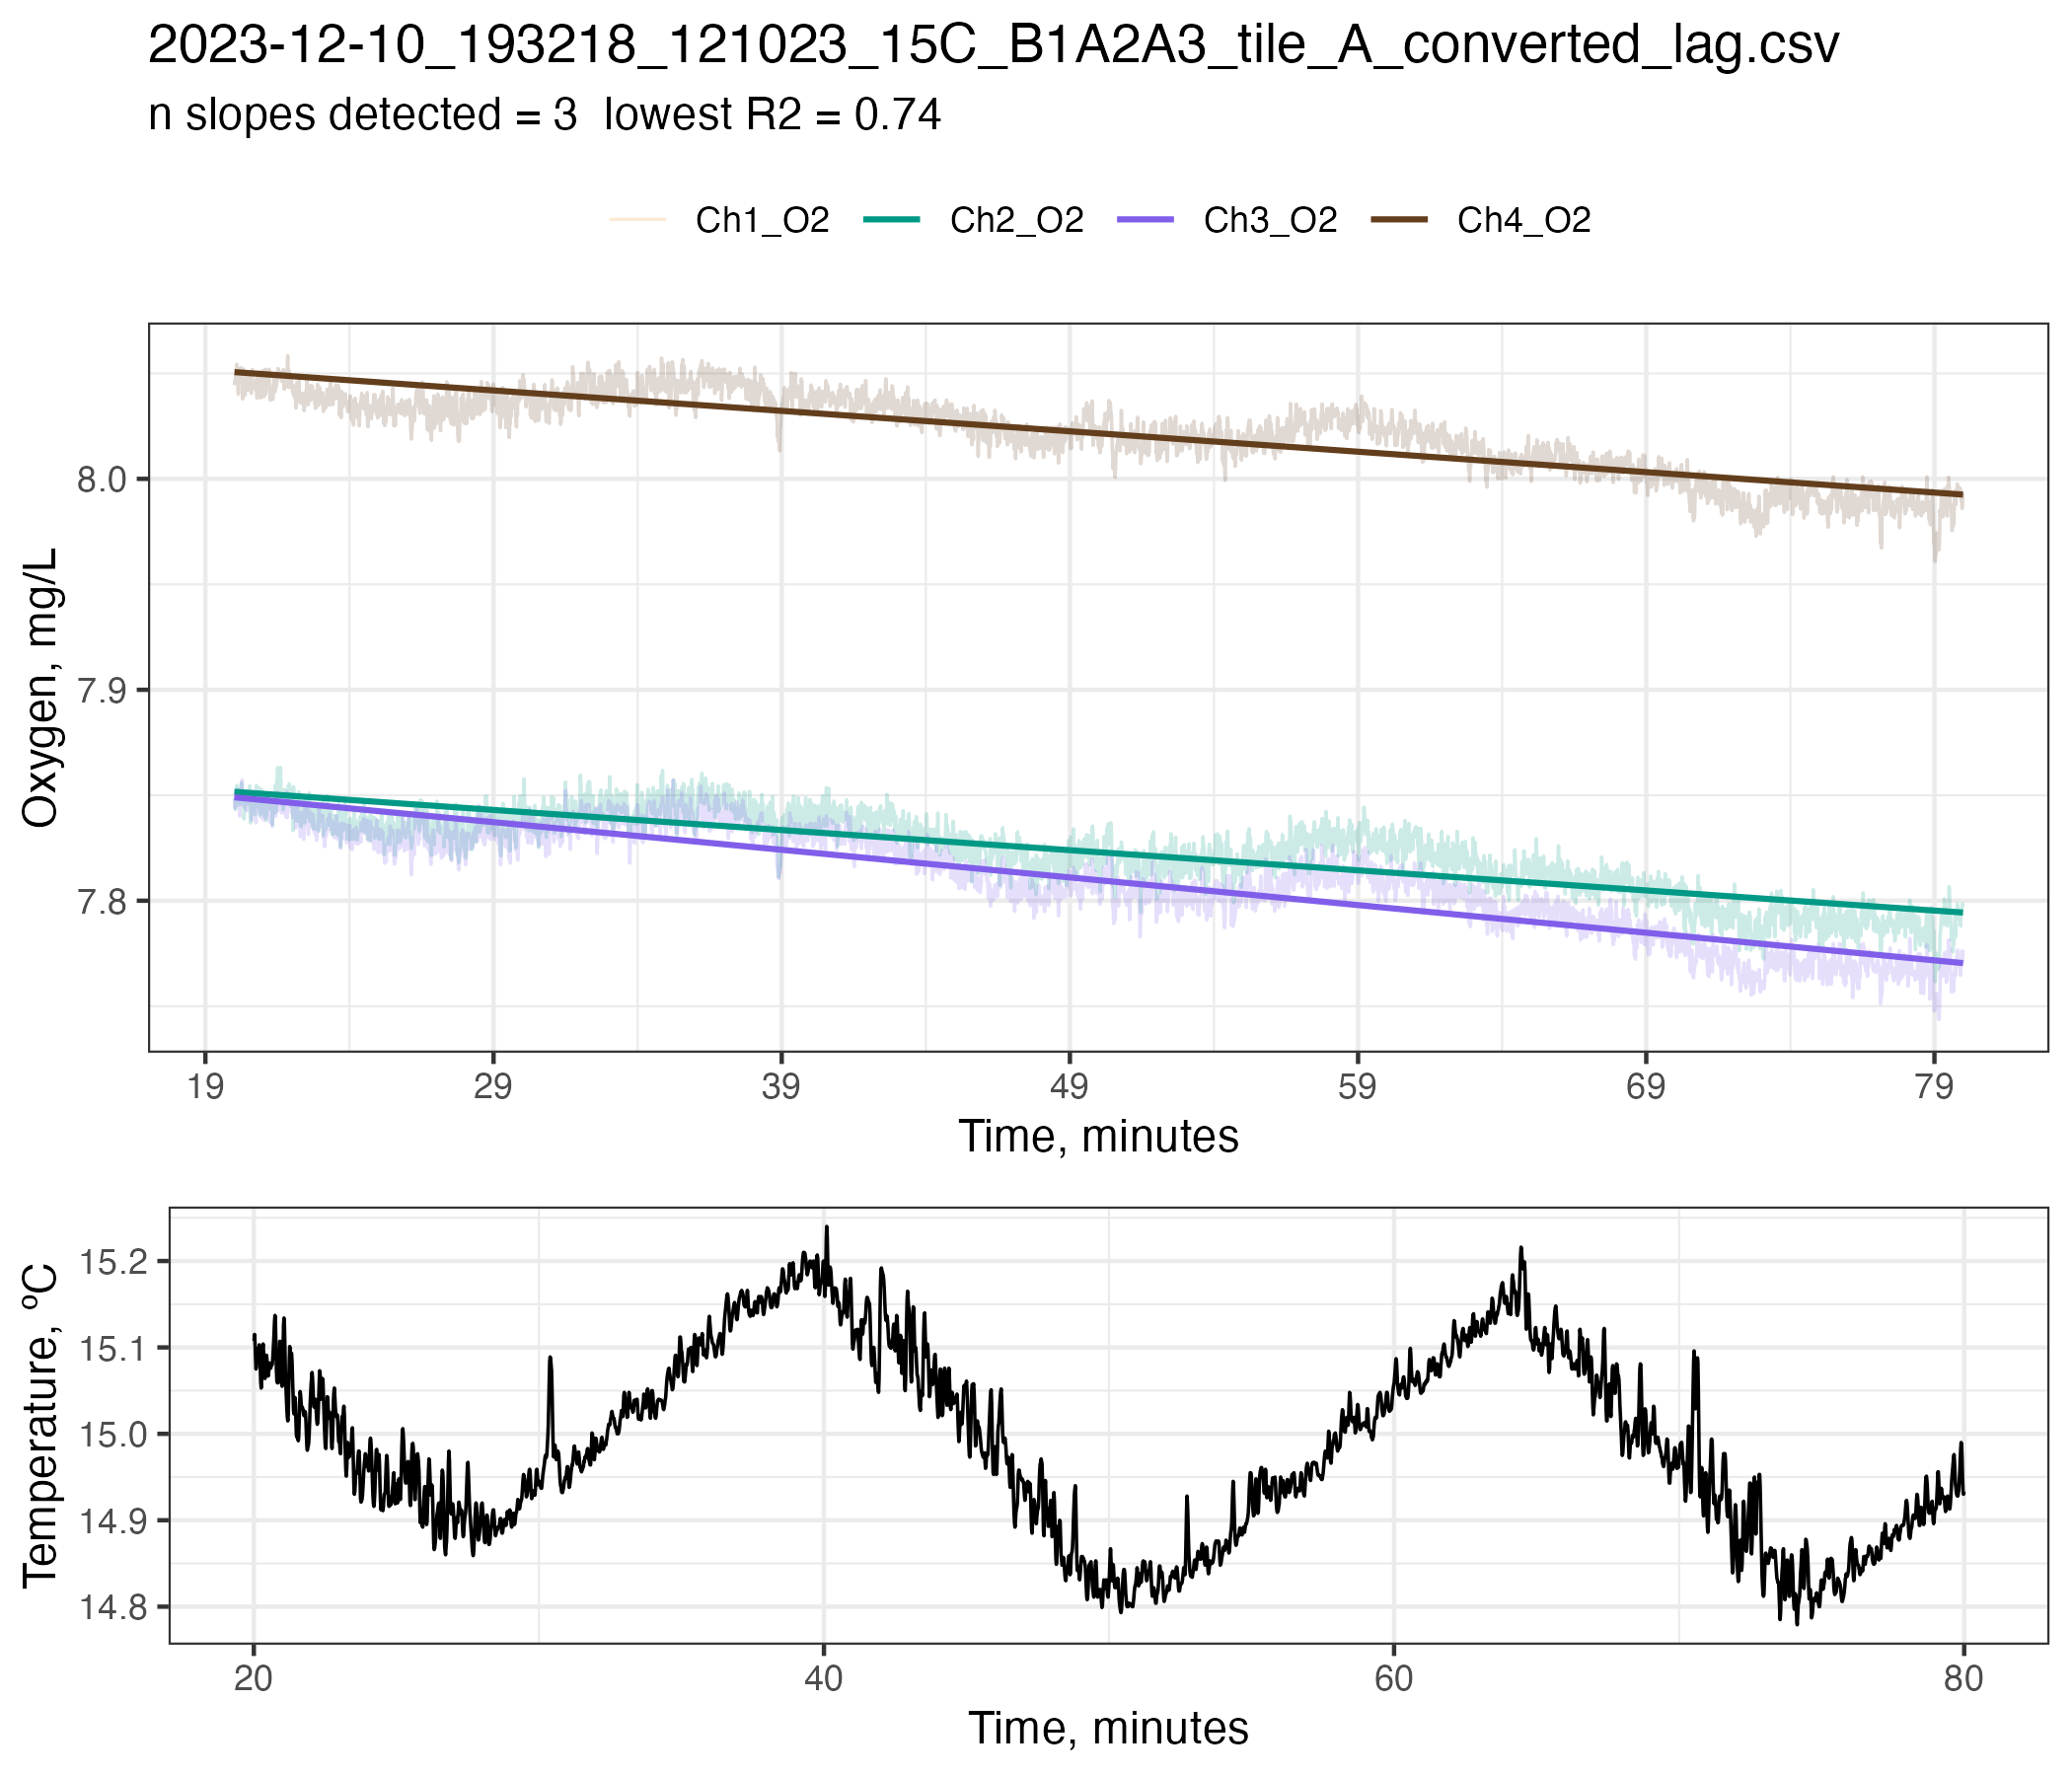 2023-12-10_193218_121023_15C_B1A2A3_tile_A_converted_lag.csv
n slopes detected = 3  lowest R2 = 0.74
Ch1_O2 Ch2_O2 Ch3_O2 Ch4_O2
Oxygen, mg/L
8.0
7.9
7.8
19 29 39 49 59 69 79
Time, minutes
Temperature, ºC
15.2
15.1
15.0
14.9
14.8
20 40 60 80
Time, minutes